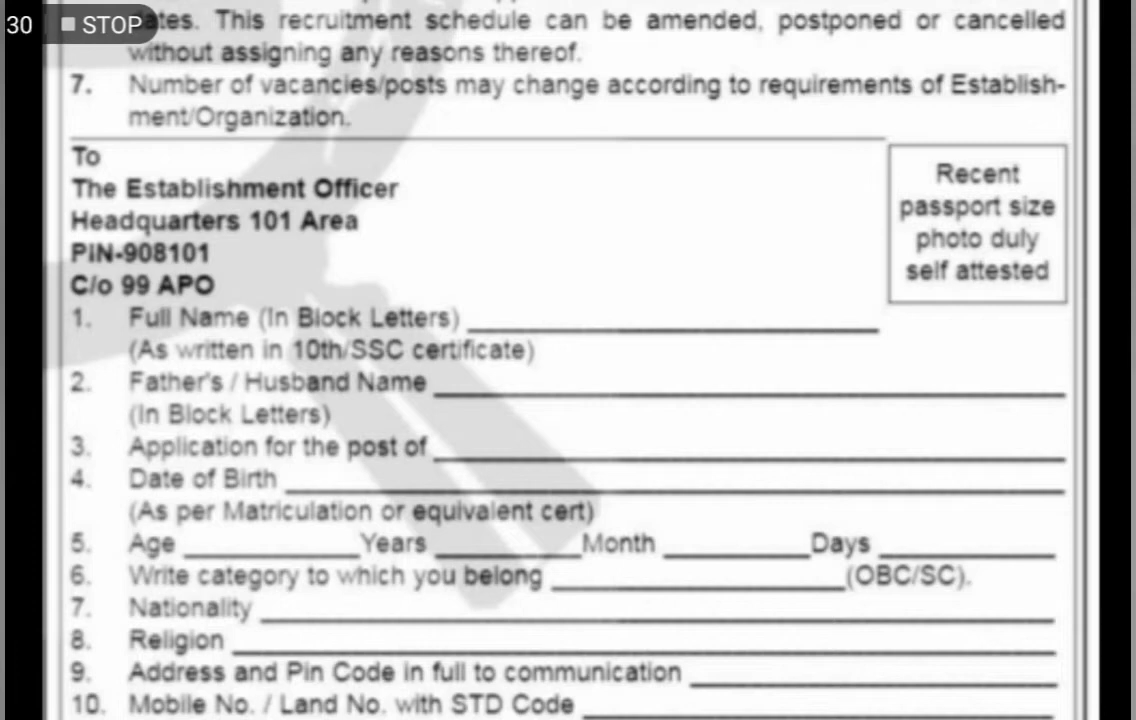 30 STOP
ates. This recruitment schedule can be amended, postponed or cancelled
without assigning any reasons thereof.
7. Number of vacancies/posts may change according to requirements of Establish-
ment/Organization.
To
The Establishment Officer
Headquarters 101 Area
PIN-908101
C/o 99 APO
Recent
passport size
photo duly
self attested
1. Full Name (In Block Letters)
(As written in 10th/SSC certificate)
2. Father's / Husband Name
(In Block Letters)
3. Application for the post of
4. Date of Birth
(As per Matriculation or equivalent cert)
5. Age Years Month Days
6. Write category to which you belong (OBC/SC).
7. Nationality
8. Religion
9. Address and Pin Code in full to communication
10. Mobile No. / Land No. with STD Code